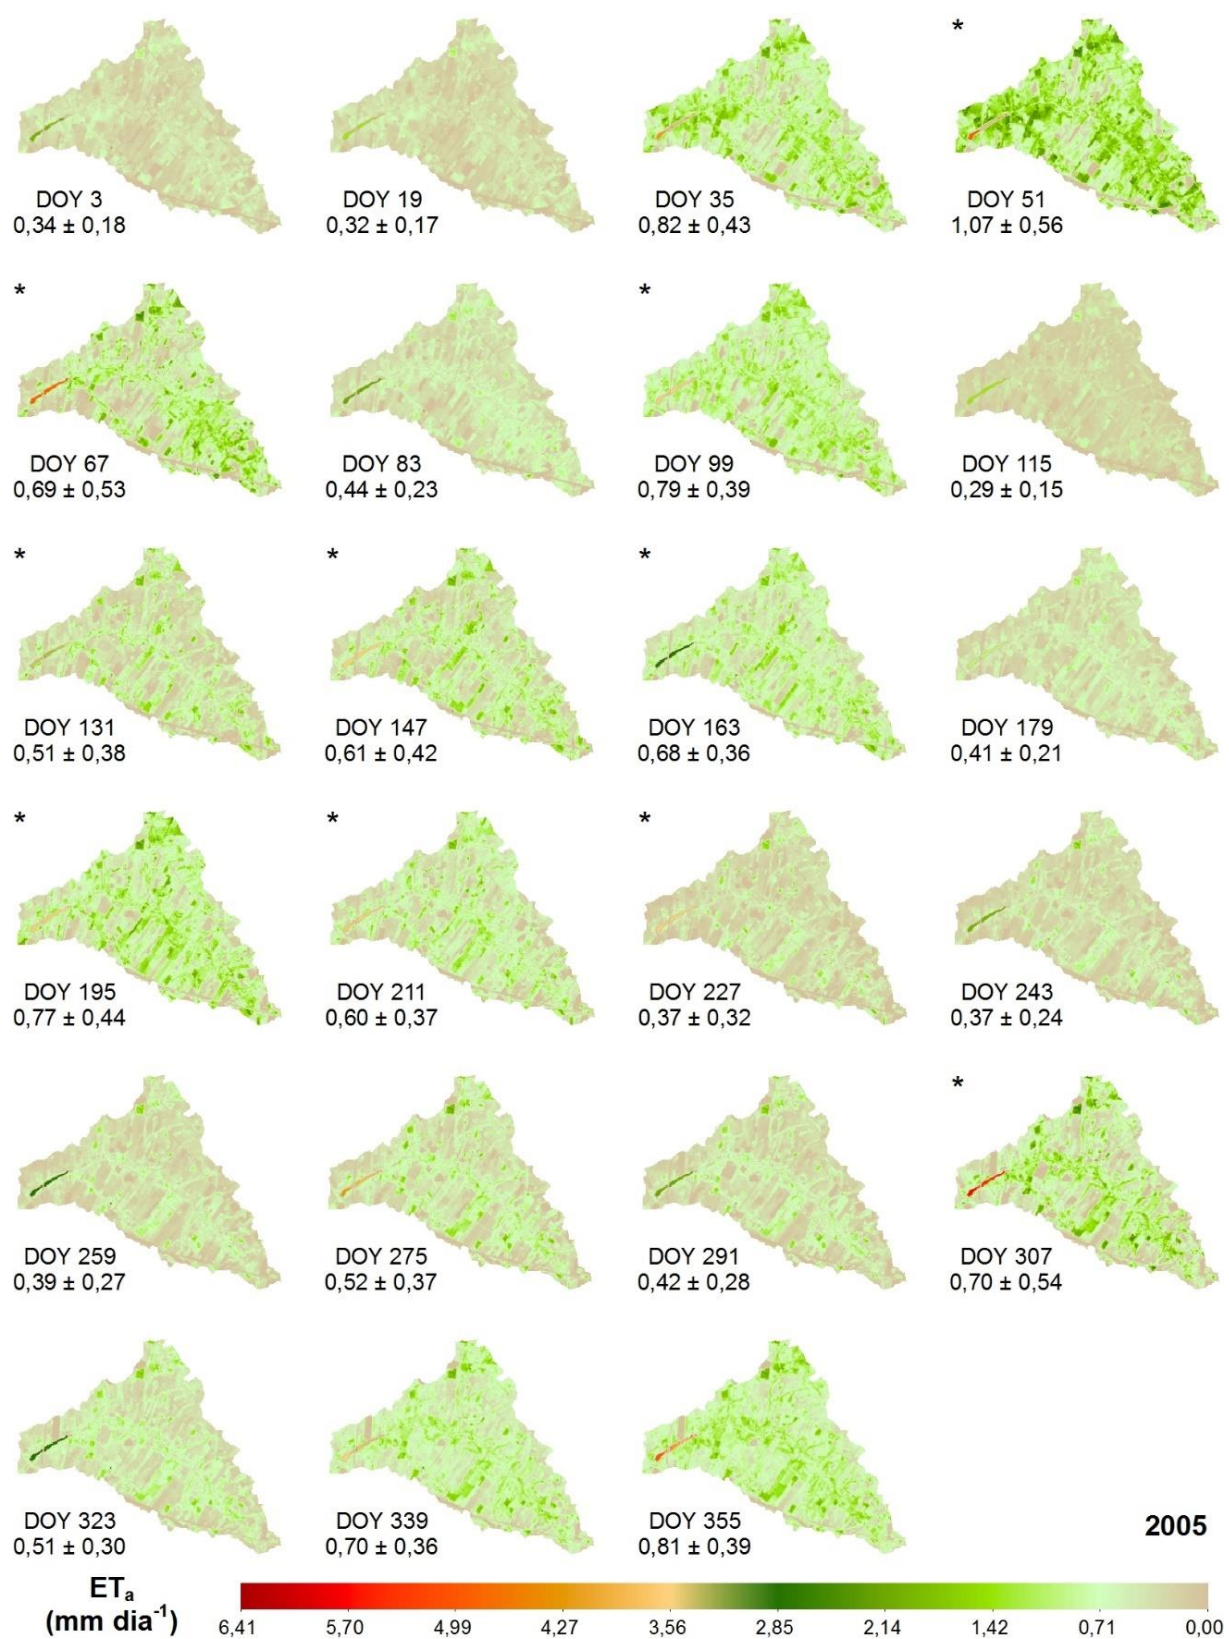 *
DOY 3
0,34 ± 0,18
DOY 19
0,32 ± 0,17
DOY 35
0,82 ± 0,43
DOY 51
1,07 ± 0,56
*
*
DOY 67
0,69 ± 0,53
DOY 83
0,44 ± 0,23
DOY 99
0,79 ± 0,39
DOY 115
0,29 ± 0,15
*
*
*
DOY 131
0,51 ± 0,38
DOY 147
0,61 ± 0,42
DOY 163
0,68 ± 0,36
DOY 179
0,41 ± 0,21
*
*
*
DOY 195
0,77 ± 0,44
DOY 211
0,60 ± 0,37
DOY 227
0,37 ± 0,32
DOY 243
0,37 ± 0,24
*
DOY 259
0,39 ± 0,27
DOY 275
0,52 ± 0,37
DOY 291
0,42 ± 0,28
DOY 307
0,70 ± 0,54
DOY 323
0,51 ± 0,30
DOY 339
0,70 ± 0,36
DOY 355
0,81 ± 0,39
2005
ETₐ
(mm dia⁻¹)
6,41 5,70 4,99 4,27 3,56 2,85 2,14 1,42 0,71 0,00